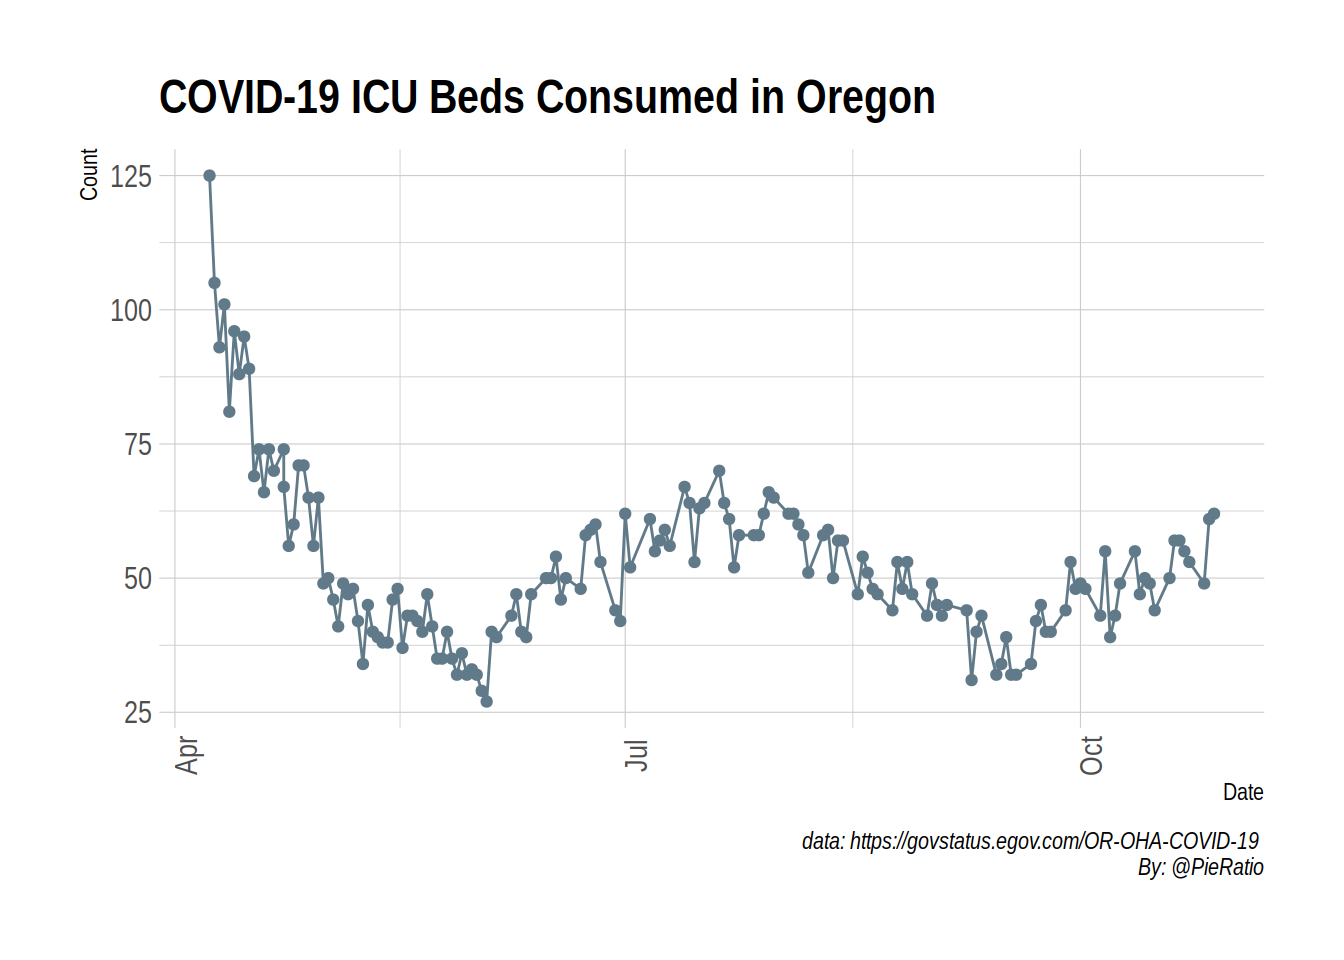 COVID-19 ICU Beds Consumed in Oregon
Count
125
100
75
50
25
Apr
Jul
Oct
Date
data: https://govstatus.egov.com/OR-OHA-COVID-19
By: @PieRatio